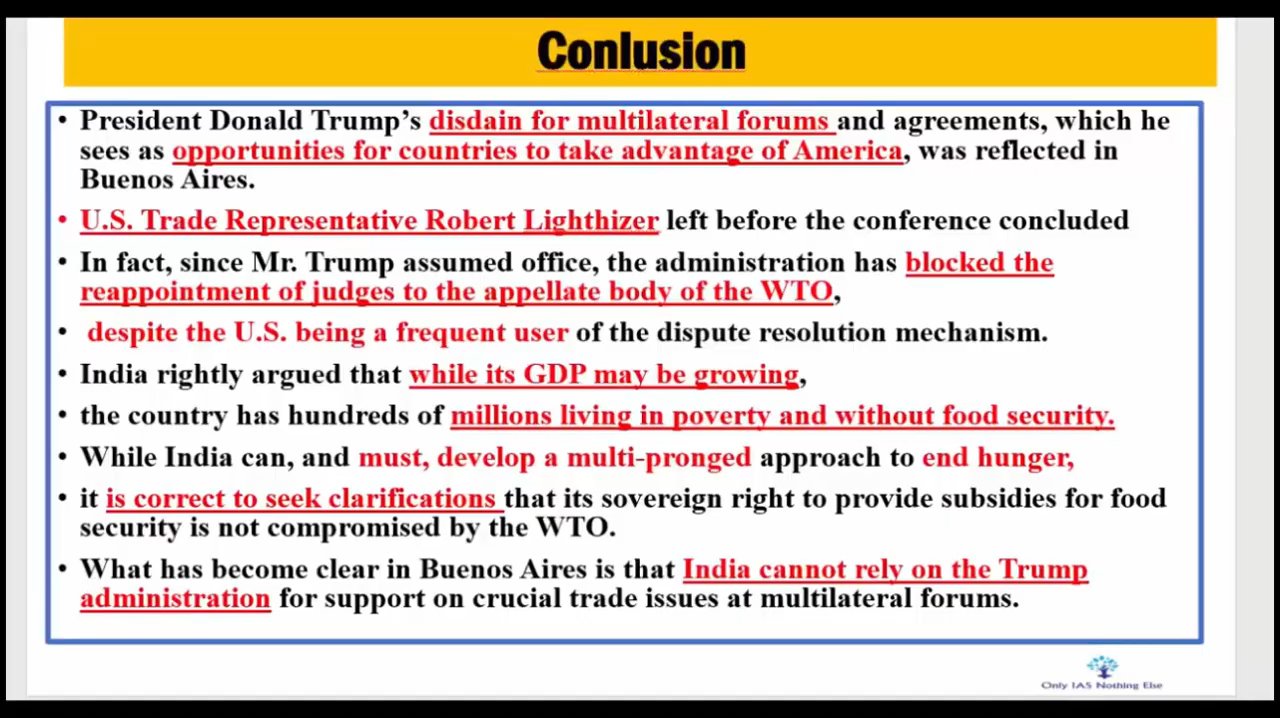 Conlusion
• President Donald Trump's disdain for multilateral forums and agreements, which he
sees as opportunities for countries to take advantage of America, was reflected in
Buenos Aires.
• U.S. Trade Representative Robert Lighthizer left before the conference concluded
• In fact, since Mr. Trump assumed office, the administration has blocked the
reappointment of judges to the appellate body of the WTO,
• despite the U.S. being a frequent user of the dispute resolution mechanism.
• India rightly argued that while its GDP may be growing,
• the country has hundreds of millions living in poverty and without food security.
• While India can, and must, develop a multi-pronged approach to end hunger,
• it is correct to seek clarifications that its sovereign right to provide subsidies for food
security is not compromised by the WTO.
• What has become clear in Buenos Aires is that India cannot rely on the Trump
administration for support on crucial trade issues at multilateral forums.
Only IAS Nothing Else